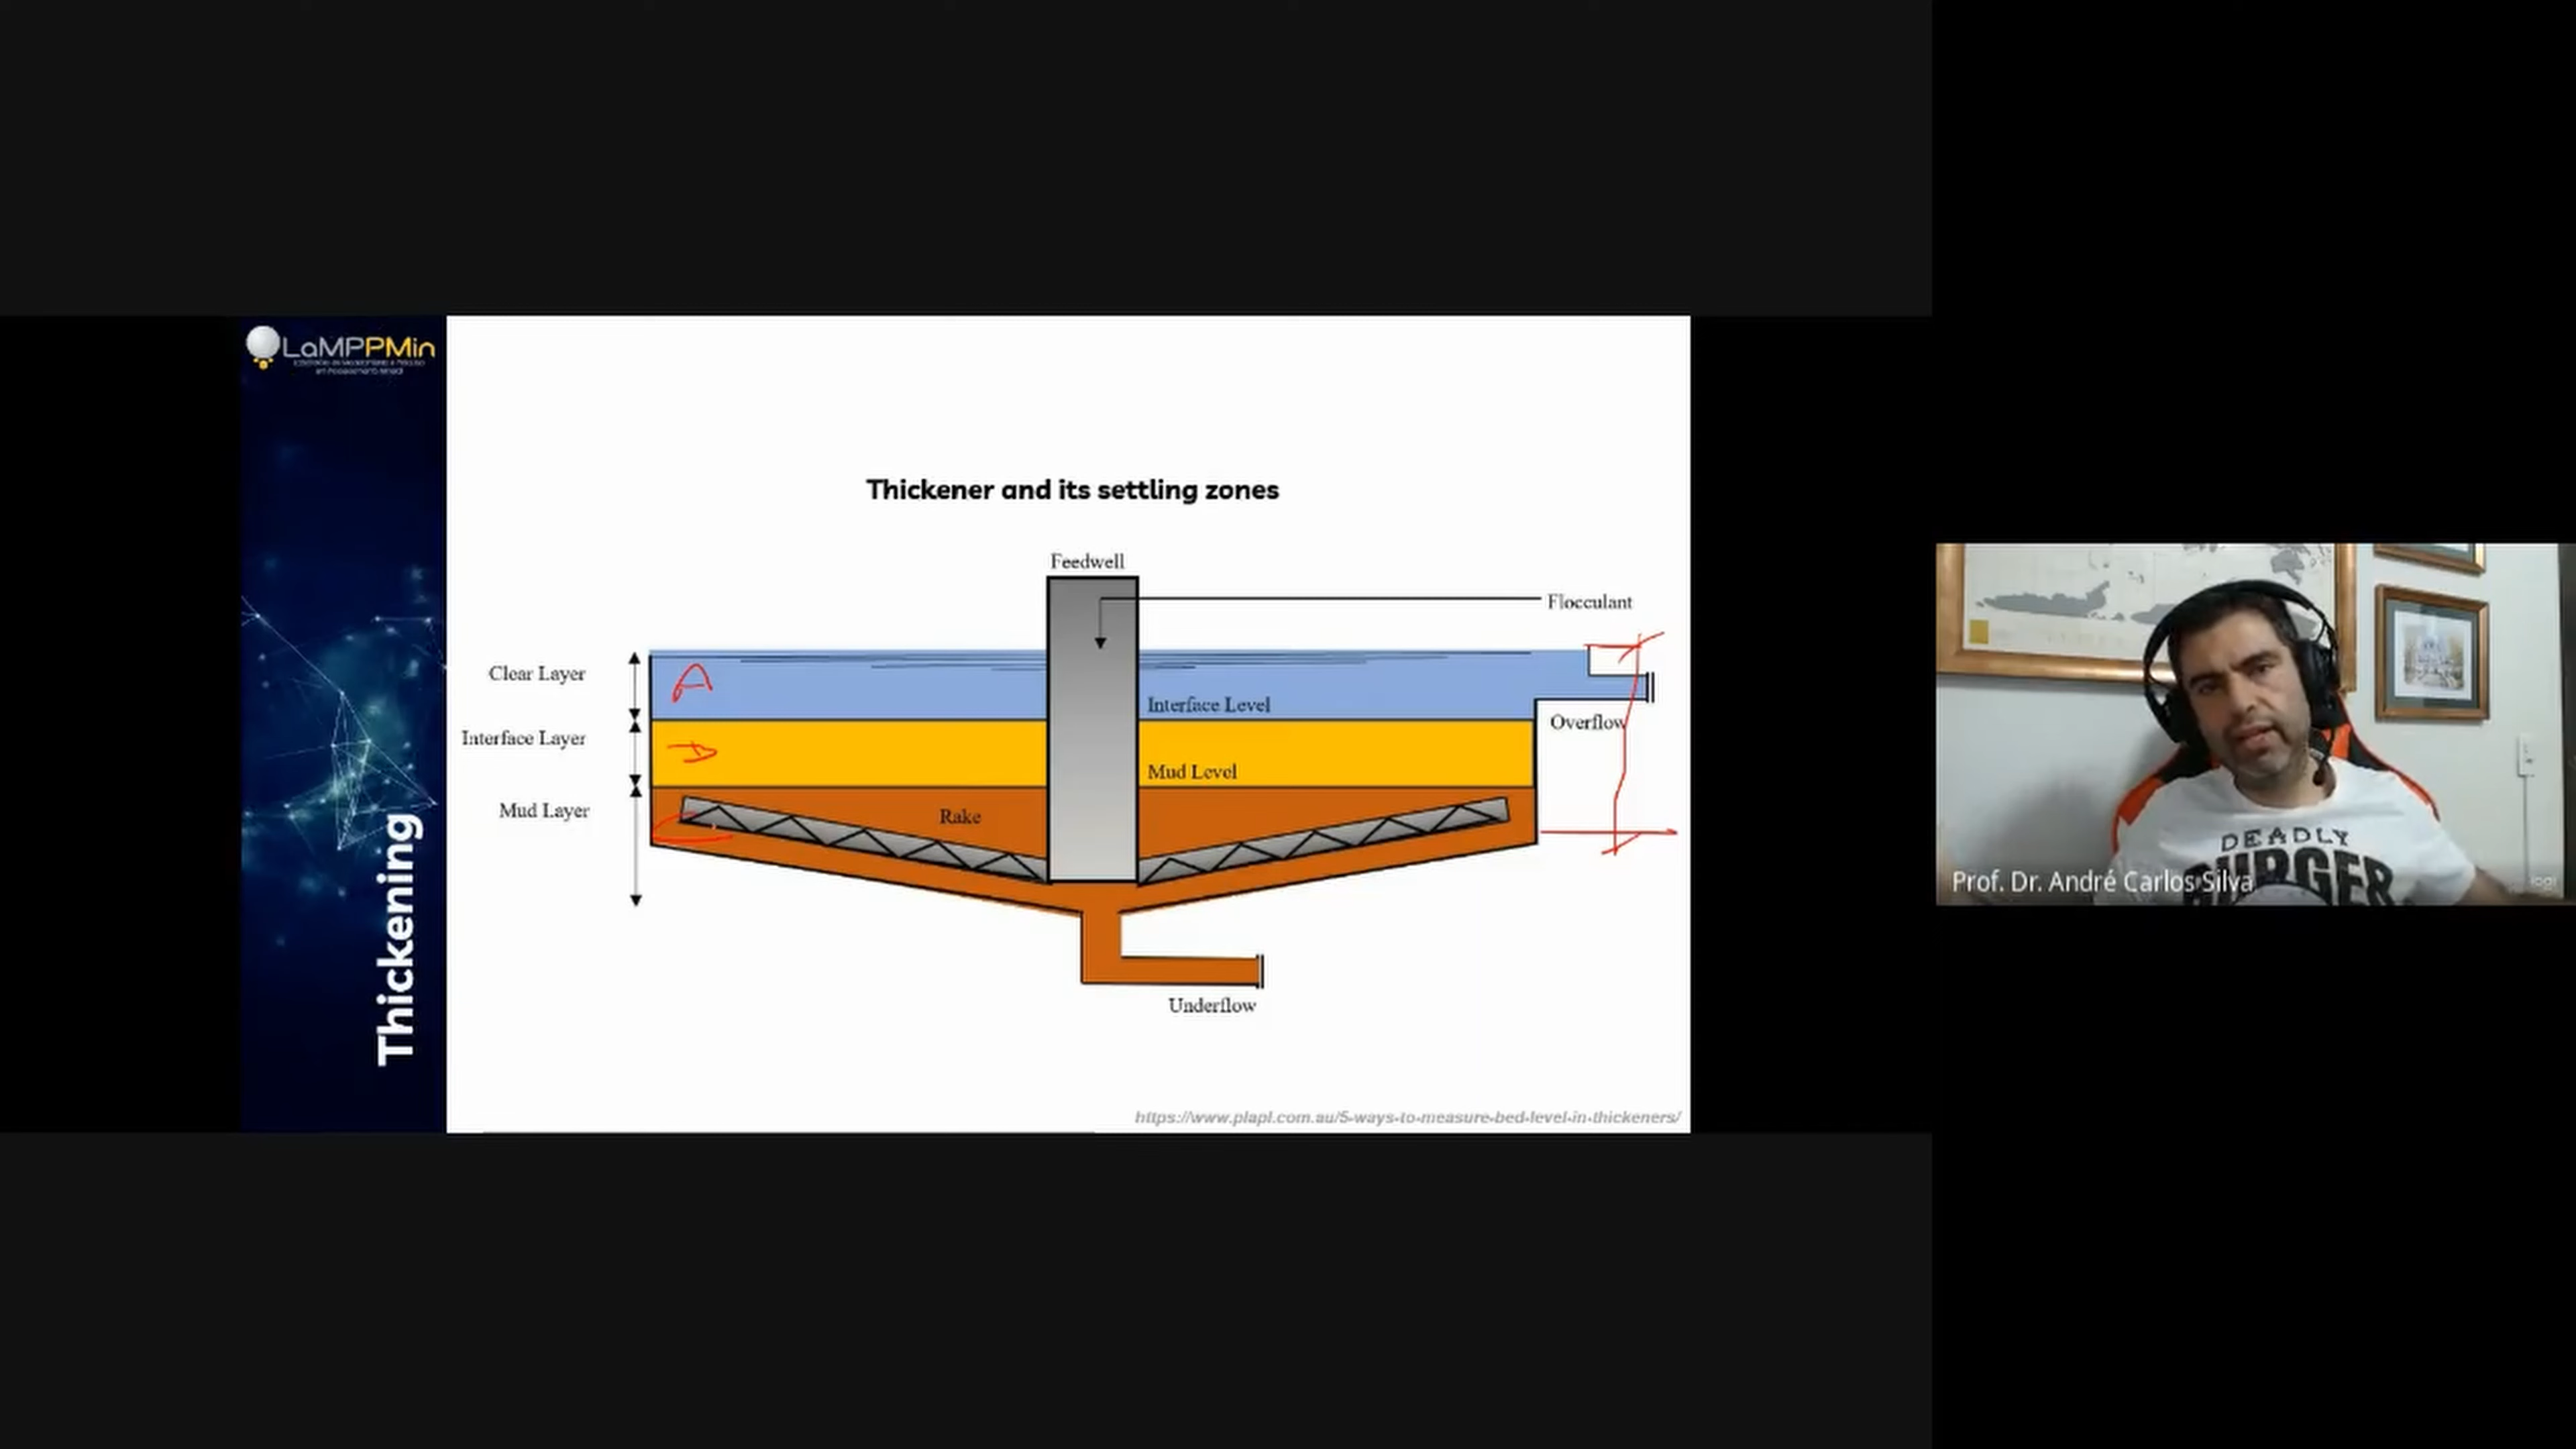 LaMPPMin
Thickening
Thickener and its settling zones
Feedwell
Flocculant
Clear Layer
A
Interface Level
Overflow
Interface Layer
D
Mud Level
Mud Layer
Rake
C
Underflow
https://www.plapl.com.au/5-ways-to-measure-bed-level-in-thickeners/
DEADLY
BURGER
Prof. Dr. André Carlos Silva